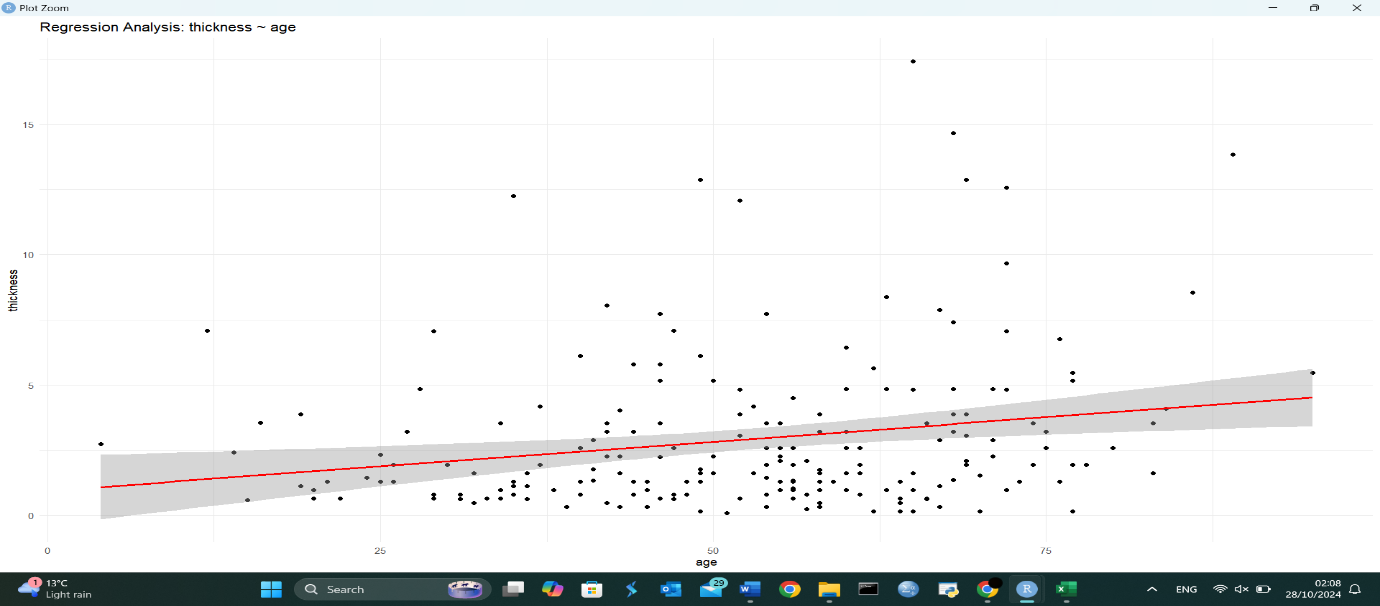 R Plot Zoom
Regression Analysis: thickness ~ age
15
10
5
0
thickness
0 25 50 75
age
1 13°C
Light rain
Search
29
ENG
02:08
28/10/2024